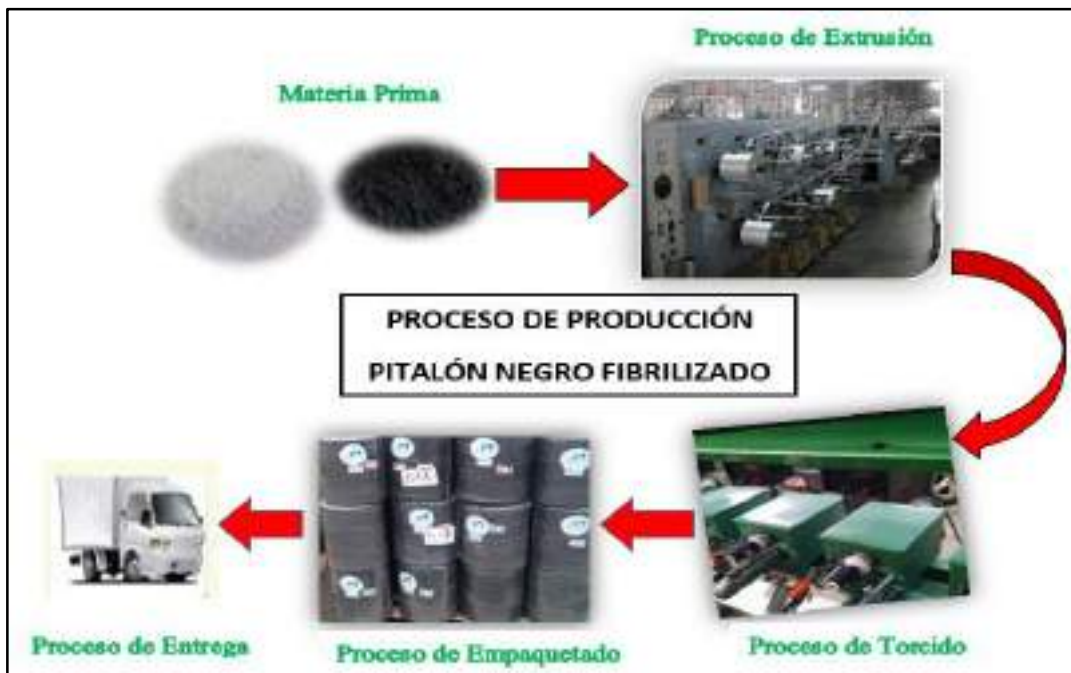 Proceso de Extrusión
Materia Prima
PROCESO DE PRODUCCIÓN
PITALÓN NEGRO FIBRILIZADO
Proceso de Entrega
Proceso de Empaquetado
Proceso de Torcido